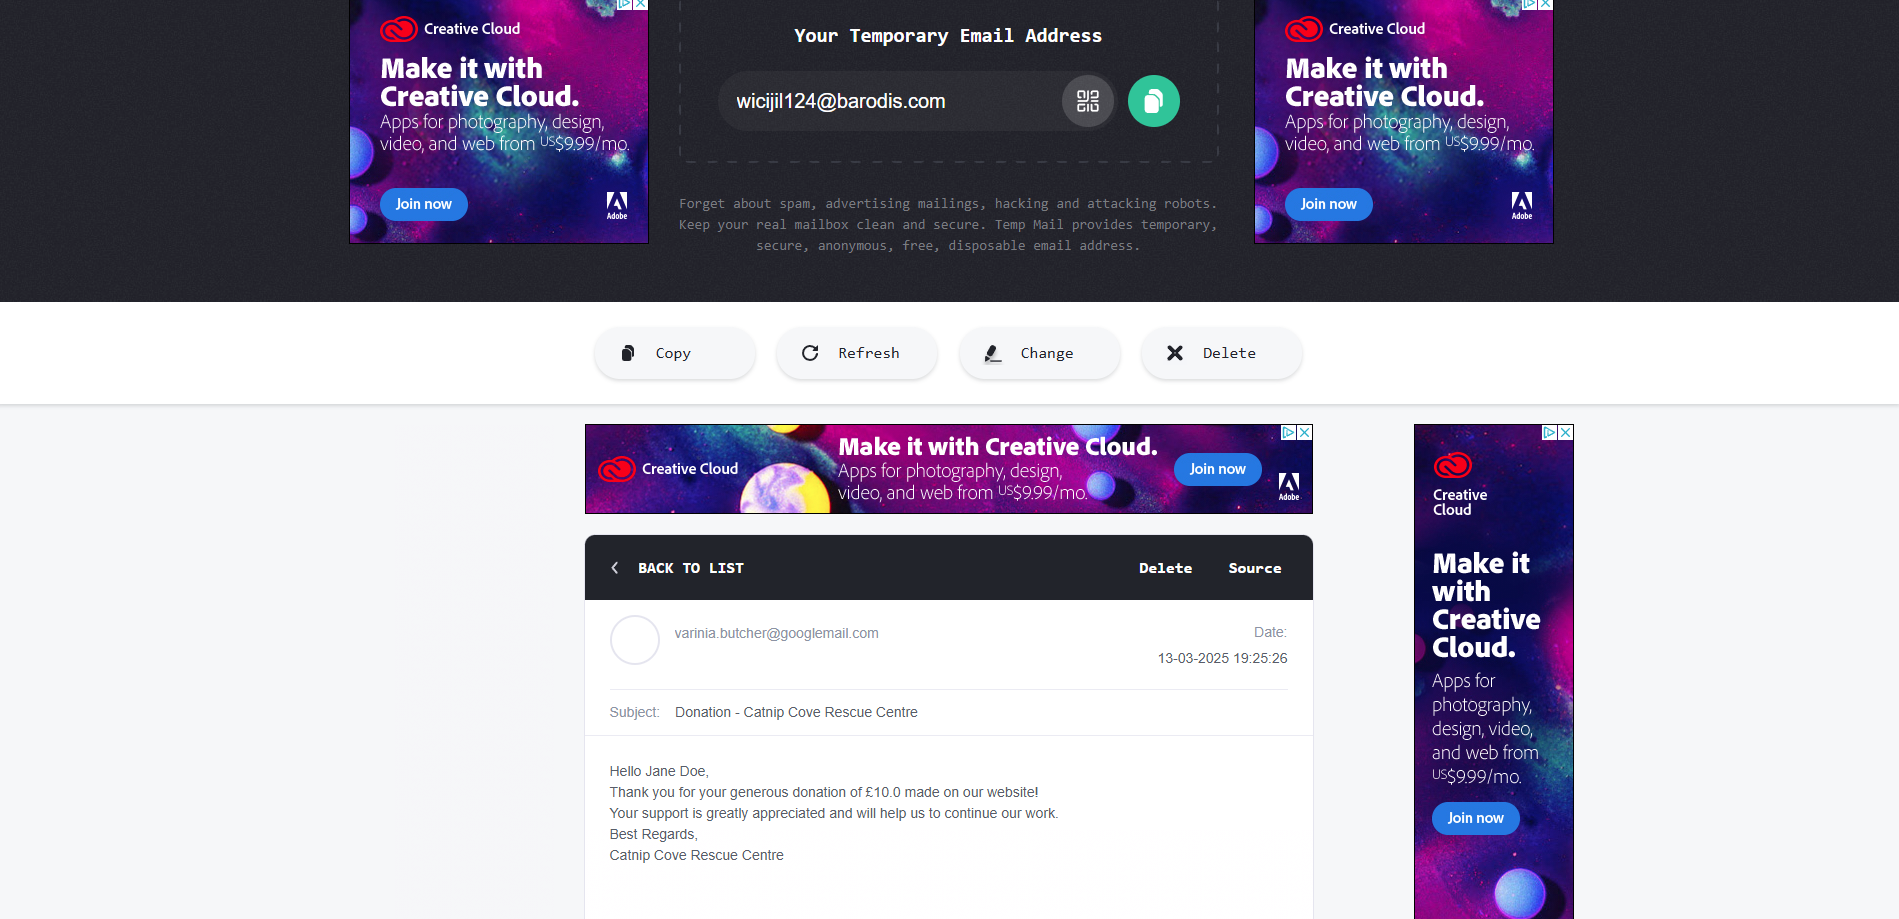 Creative Cloud
Make it with
Creative Cloud.
Apps for photography, design,
video, and web from US$9.99/mo.
Join now
Adobe
Your Temporary Email Address
wicijil124@barodis.com
Forget about spam, advertising mailings, hacking and attacking robots.
Keep your real mailbox clean and secure. Temp Mail provides temporary,
secure, anonymous, free, disposable email address.
Creative Cloud
Make it with
Creative Cloud.
Apps for photography, design,
video, and web from US$9.99/mo.
Join now
Adobe
Copy
Refresh
Change
Delete
Creative Cloud
Make it with Creative Cloud.
Apps for photography, design,
video, and web from US$9.99/mo.
Join now
Adobe
BACK TO LIST
Delete
Source
varinia.butcher@googlemail.com
Date:
13-03-2025 19:25:26
Subject: Donation - Catnip Cove Rescue Centre
Hello Jane Doe,
Thank you for your generous donation of £10.0 made on our website!
Your support is greatly appreciated and will help us to continue our work.
Best Regards,
Catnip Cove Rescue Centre
Creative
Cloud
Make it
with
Creative
Cloud.
Apps for
photography,
design, video,
and web from
US$9.99/mo.
Join now